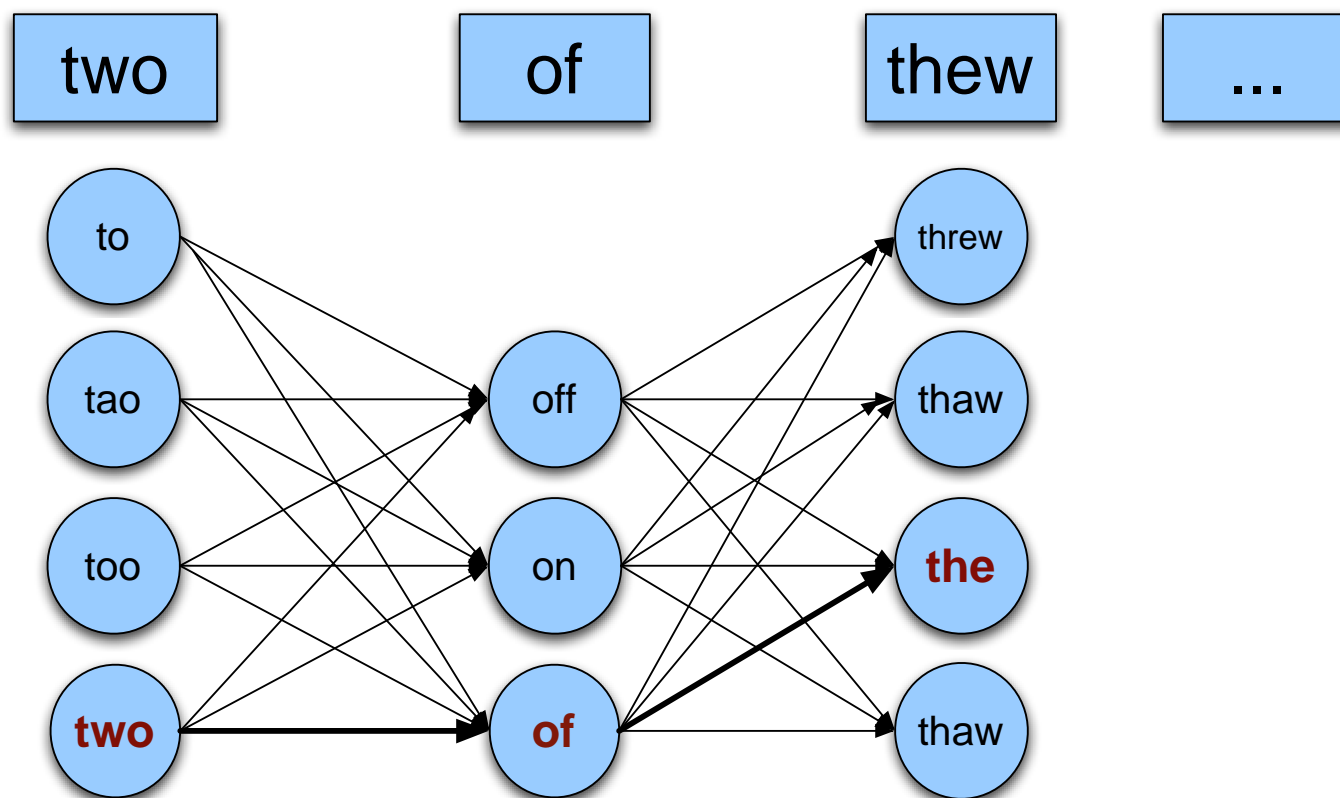 two of thew ...
to threw
tao off thaw
too on the
two of thaw